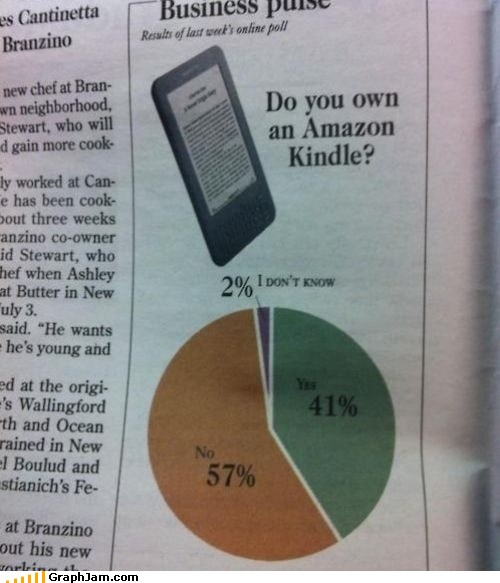 es Cantinetta
Branzino
new chef at Bran-
wn neighborhood,
Stewart, who will
d gain more cook-
ly worked at Can-
e has been cook-
bout three weeks
anzino co-owner
id Stewart, who
hef when Ashley
at Butter in New
uly 3.
said. “He wants
he's young and
ed at the origi-
's Wallingford
rth and Ocean
rained in New
el Boulud and
stianich's Fe-
at Branzino
out his new
Business pulse
Results of last week's online poll
Do you own
an Amazon
Kindle?
2% I DON'T KNOW
YES
41%
No
57%
GraphJam.com